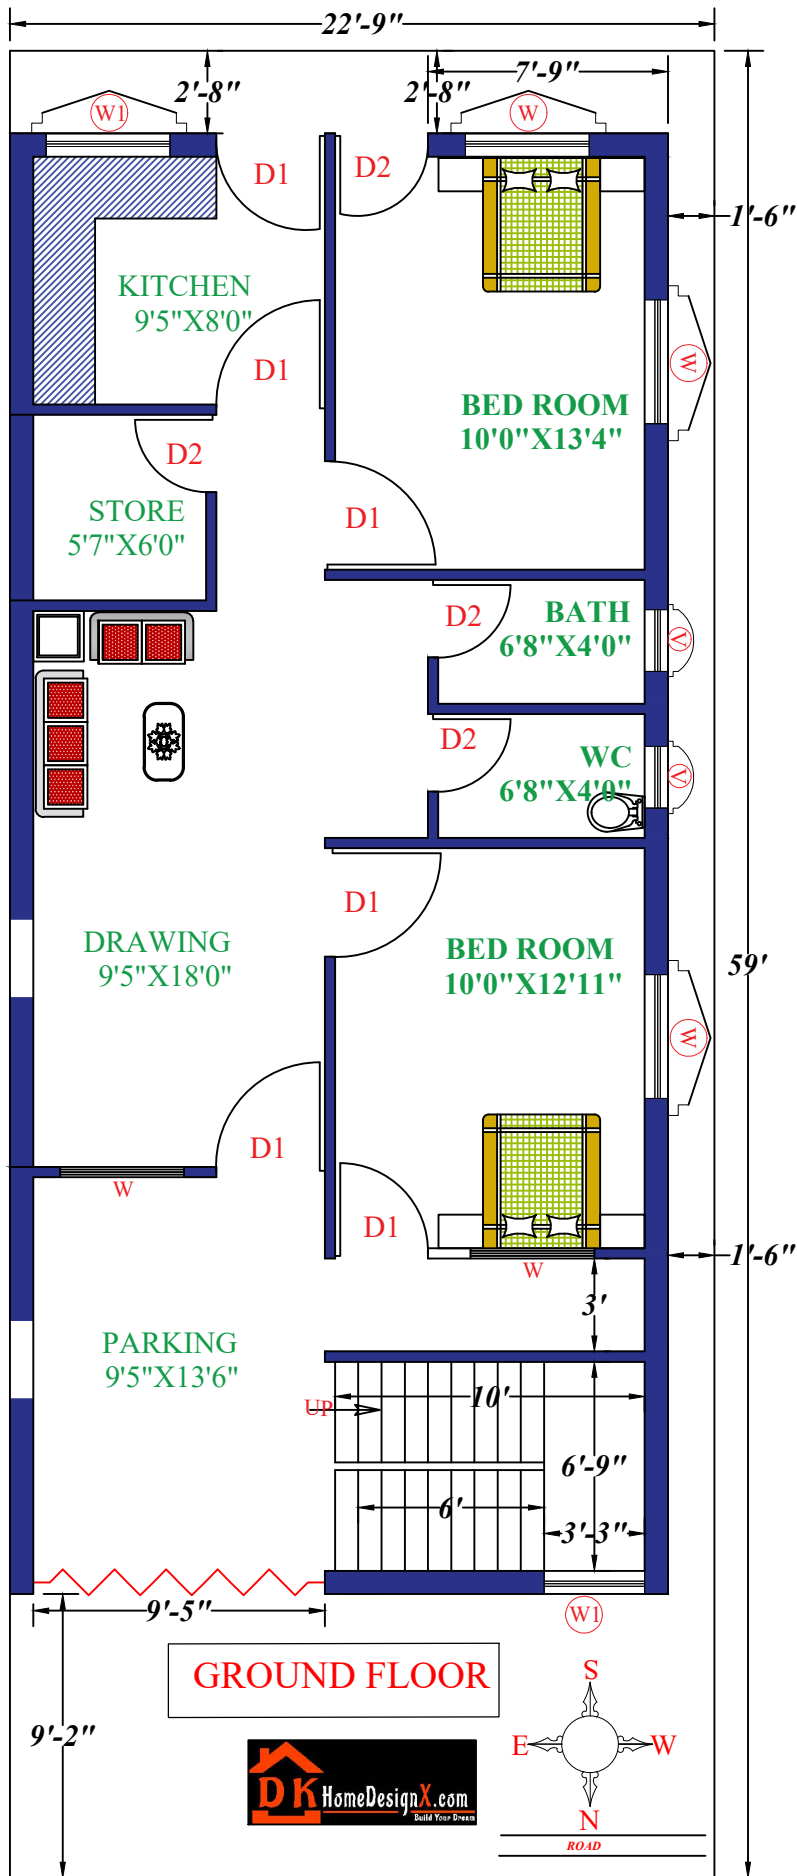 22'-9"
7'-9"
2'-8"
2'-8"
W1
W
D1
D2
1'-6"
KITCHEN
9'5"X8'0"
W
D1
BED ROOM
10'0"X13'4"
D2
STORE
5'7"X6'0"
D1
BATH
6'8"X4'0"
D2
V
D2
WC
6'8"X4'0"
V
D1
DRAWING
9'5"X18'0"
BED ROOM
10'0"X12'11"
59'
W
D1
W
D1
1'-6"
W
3'
PARKING
9'5"X13'6"
10'
UP
6'-9"
6'
3'-3"
9'-5"
W1
GROUND FLOOR
S
9'-2"
E
W
DK HomeDesignX.com
Build Your Dream
N
ROAD